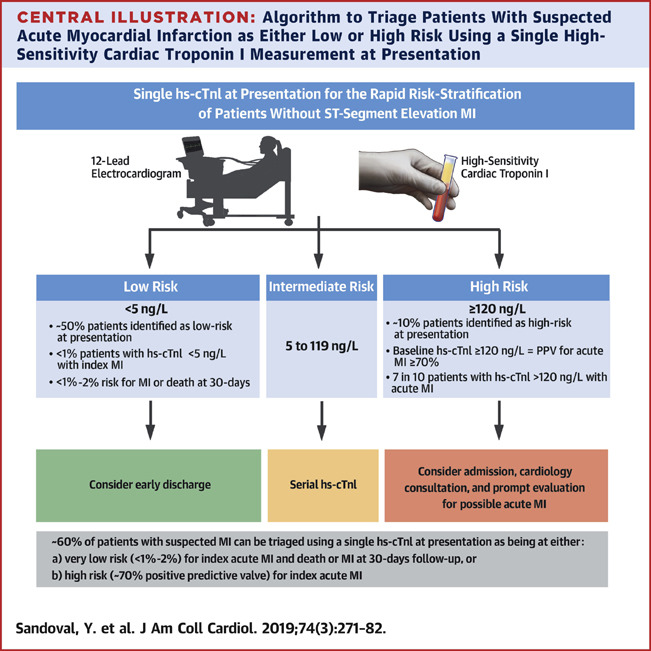 CENTRAL ILLUSTRATION: Algorithm to Triage Patients With Suspected
Acute Myocardial Infarction as Either Low or High Risk Using a Single High-
Sensitivity Cardiac Troponin I Measurement at Presentation
Single hs-cTnI at Presentation for the Rapid Risk-Stratification
of Patients Without ST-Segment Elevation MI
12-Lead
Electrocardiogram
High-Sensitivity
Cardiac Troponin I
Low Risk
<5 ng/L
• ~50% patients identified as low-risk
at presentation
• <1% patients with hs-cTnI <5 ng/L
with index MI
• <1%-2% risk for MI or death at 30-days
Intermediate Risk
5 to 119 ng/L
High Risk
≥120 ng/L
• ~10% patients identified as high-risk
at presentation
• Baseline hs-cTnI ≥120 ng/L = PPV for acute
MI ≥70%
• 7 in 10 patients with hs-cTnI >120 ng/L with
acute MI
Consider early discharge
Serial hs-cTnI
Consider admission, cardiology
consultation, and prompt evaluation
for possible acute MI
~60% of patients with suspected MI can be triaged using a single hs-cTnI at presentation as being at either:
a) very low risk (<1%-2%) for index acute MI and death or MI at 30-days follow-up, or
b) high risk (~70% positive predictive valve) for index acute MI
Sandoval, Y. et al. J Am Coll Cardiol. 2019;74(3):271-82.